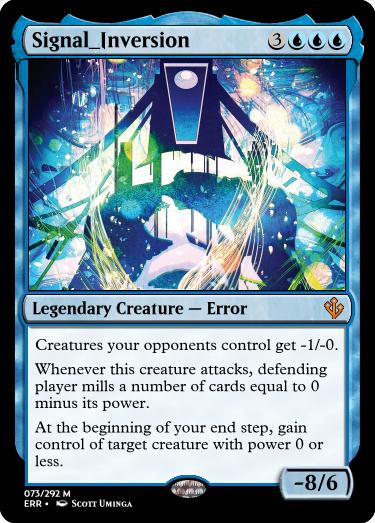 Signal_Inversion 3
Legendary Creature — Error
Creatures your opponents control get -1/-0.
Whenever this creature attacks, defending
player mills a number of cards equal to 0
minus its power.
At the beginning of your end step, gain
control of target creature with power 0 or
less.
-8/6
073/292 M
ERR • Scott Uminga